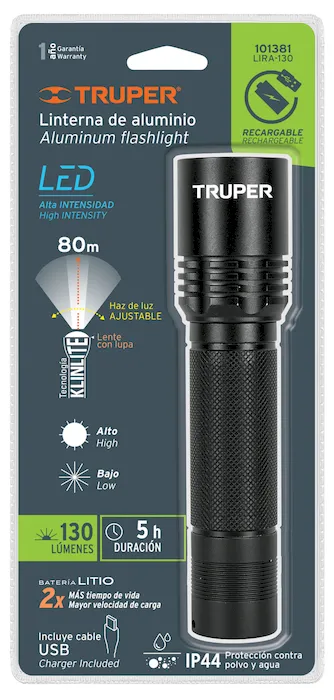 1 año Garantía
Warranty
101381
LIRA-130
RECARGABLE
RECHARGEABLE
TRUPER®
Linterna de aluminio
Aluminum flashlight
LED
Alta INTENSIDAD
High INTENSITY
80m
Haz de luz
AJUSTABLE
Lente
con lupa
Tecnología
KLINLITE
Alto
High
Bajo
Low
130
LÚMENES
5 h
DURACIÓN
BATERÍA LITIO
2x
MÁS tiempo de vida
Mayor velocidad de carga
Incluye cable
USB
Charger Included
IP44 Protección contra
polvo y agua
TRUPER